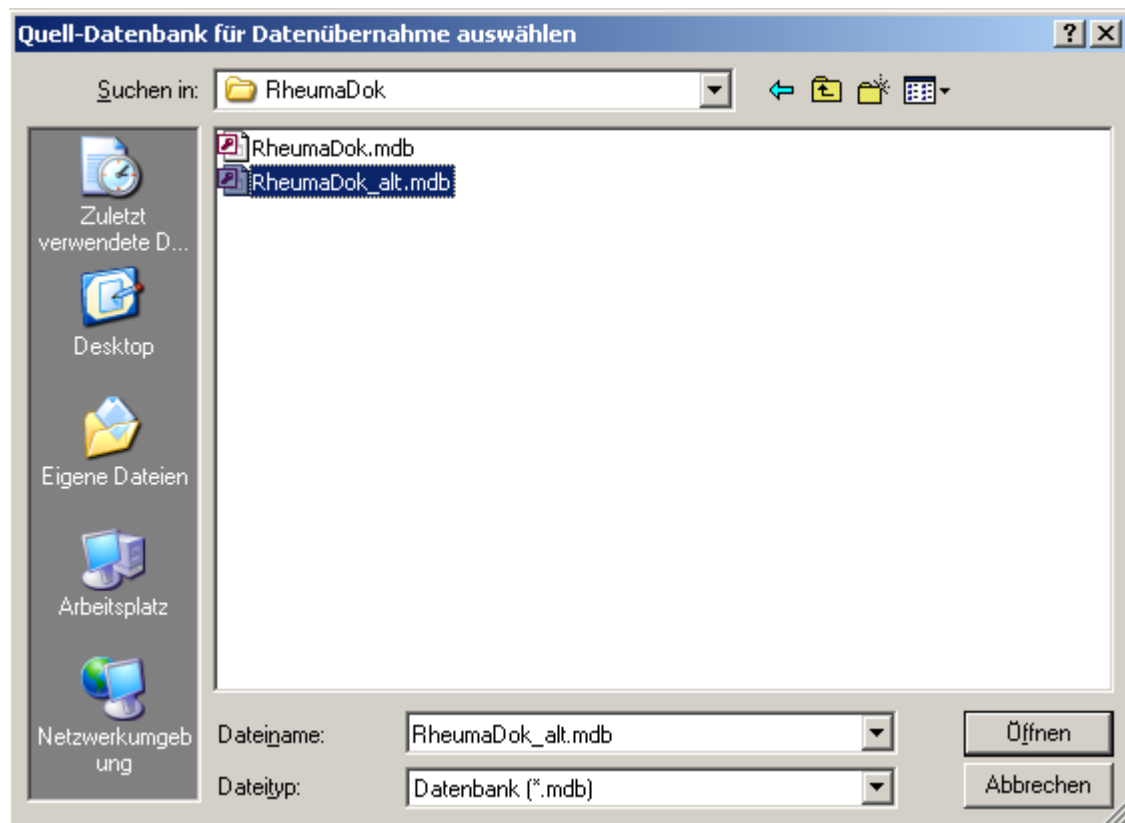 Quell-Datenbank für Datenübernahme auswählen
Suchen in:
RheumaDok
RheumaDok.mdb
RheumaDok_alt.mdb
Zuletzt
verwendete D...
Desktop
Eigene Dateien
Arbeitsplatz
Netzwerkumgeb
ung
Dateiname:
RheumaDok_alt.mdb
Öffnen
Dateityp:
Datenbank (*.mdb)
Abbrechen